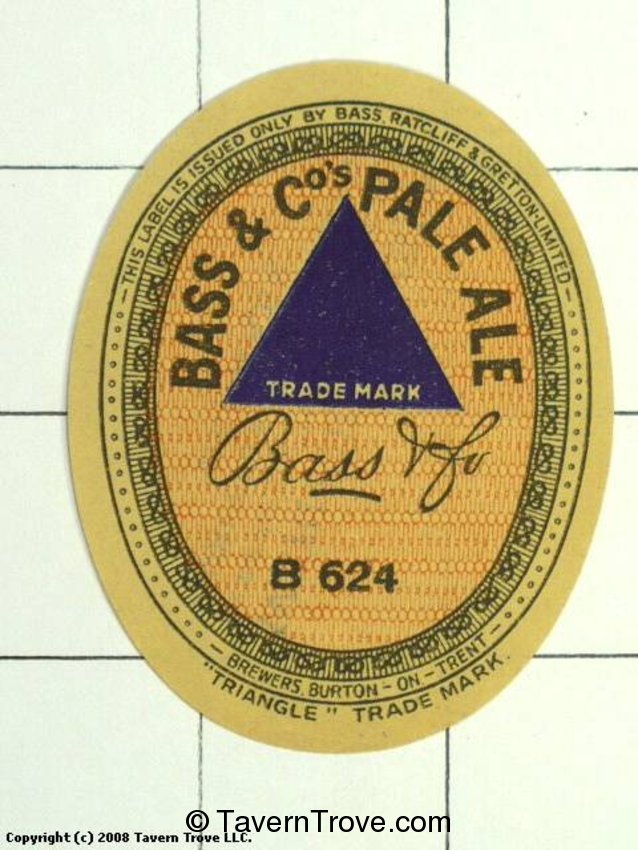 — THIS LABEL IS ISSUED ONLY BY BASS, RATCLIFF & GRETTON·LIMITED —
BASS & Co's PALE ALE
TRADE MARK
Bass & Co
B 624
— BREWERS, BURTON - ON - TRENT —
"TRIANGLE" TRADE MARK.
© TavernTrove.com
Copyright (c) 2008 Tavern Trove LLC.